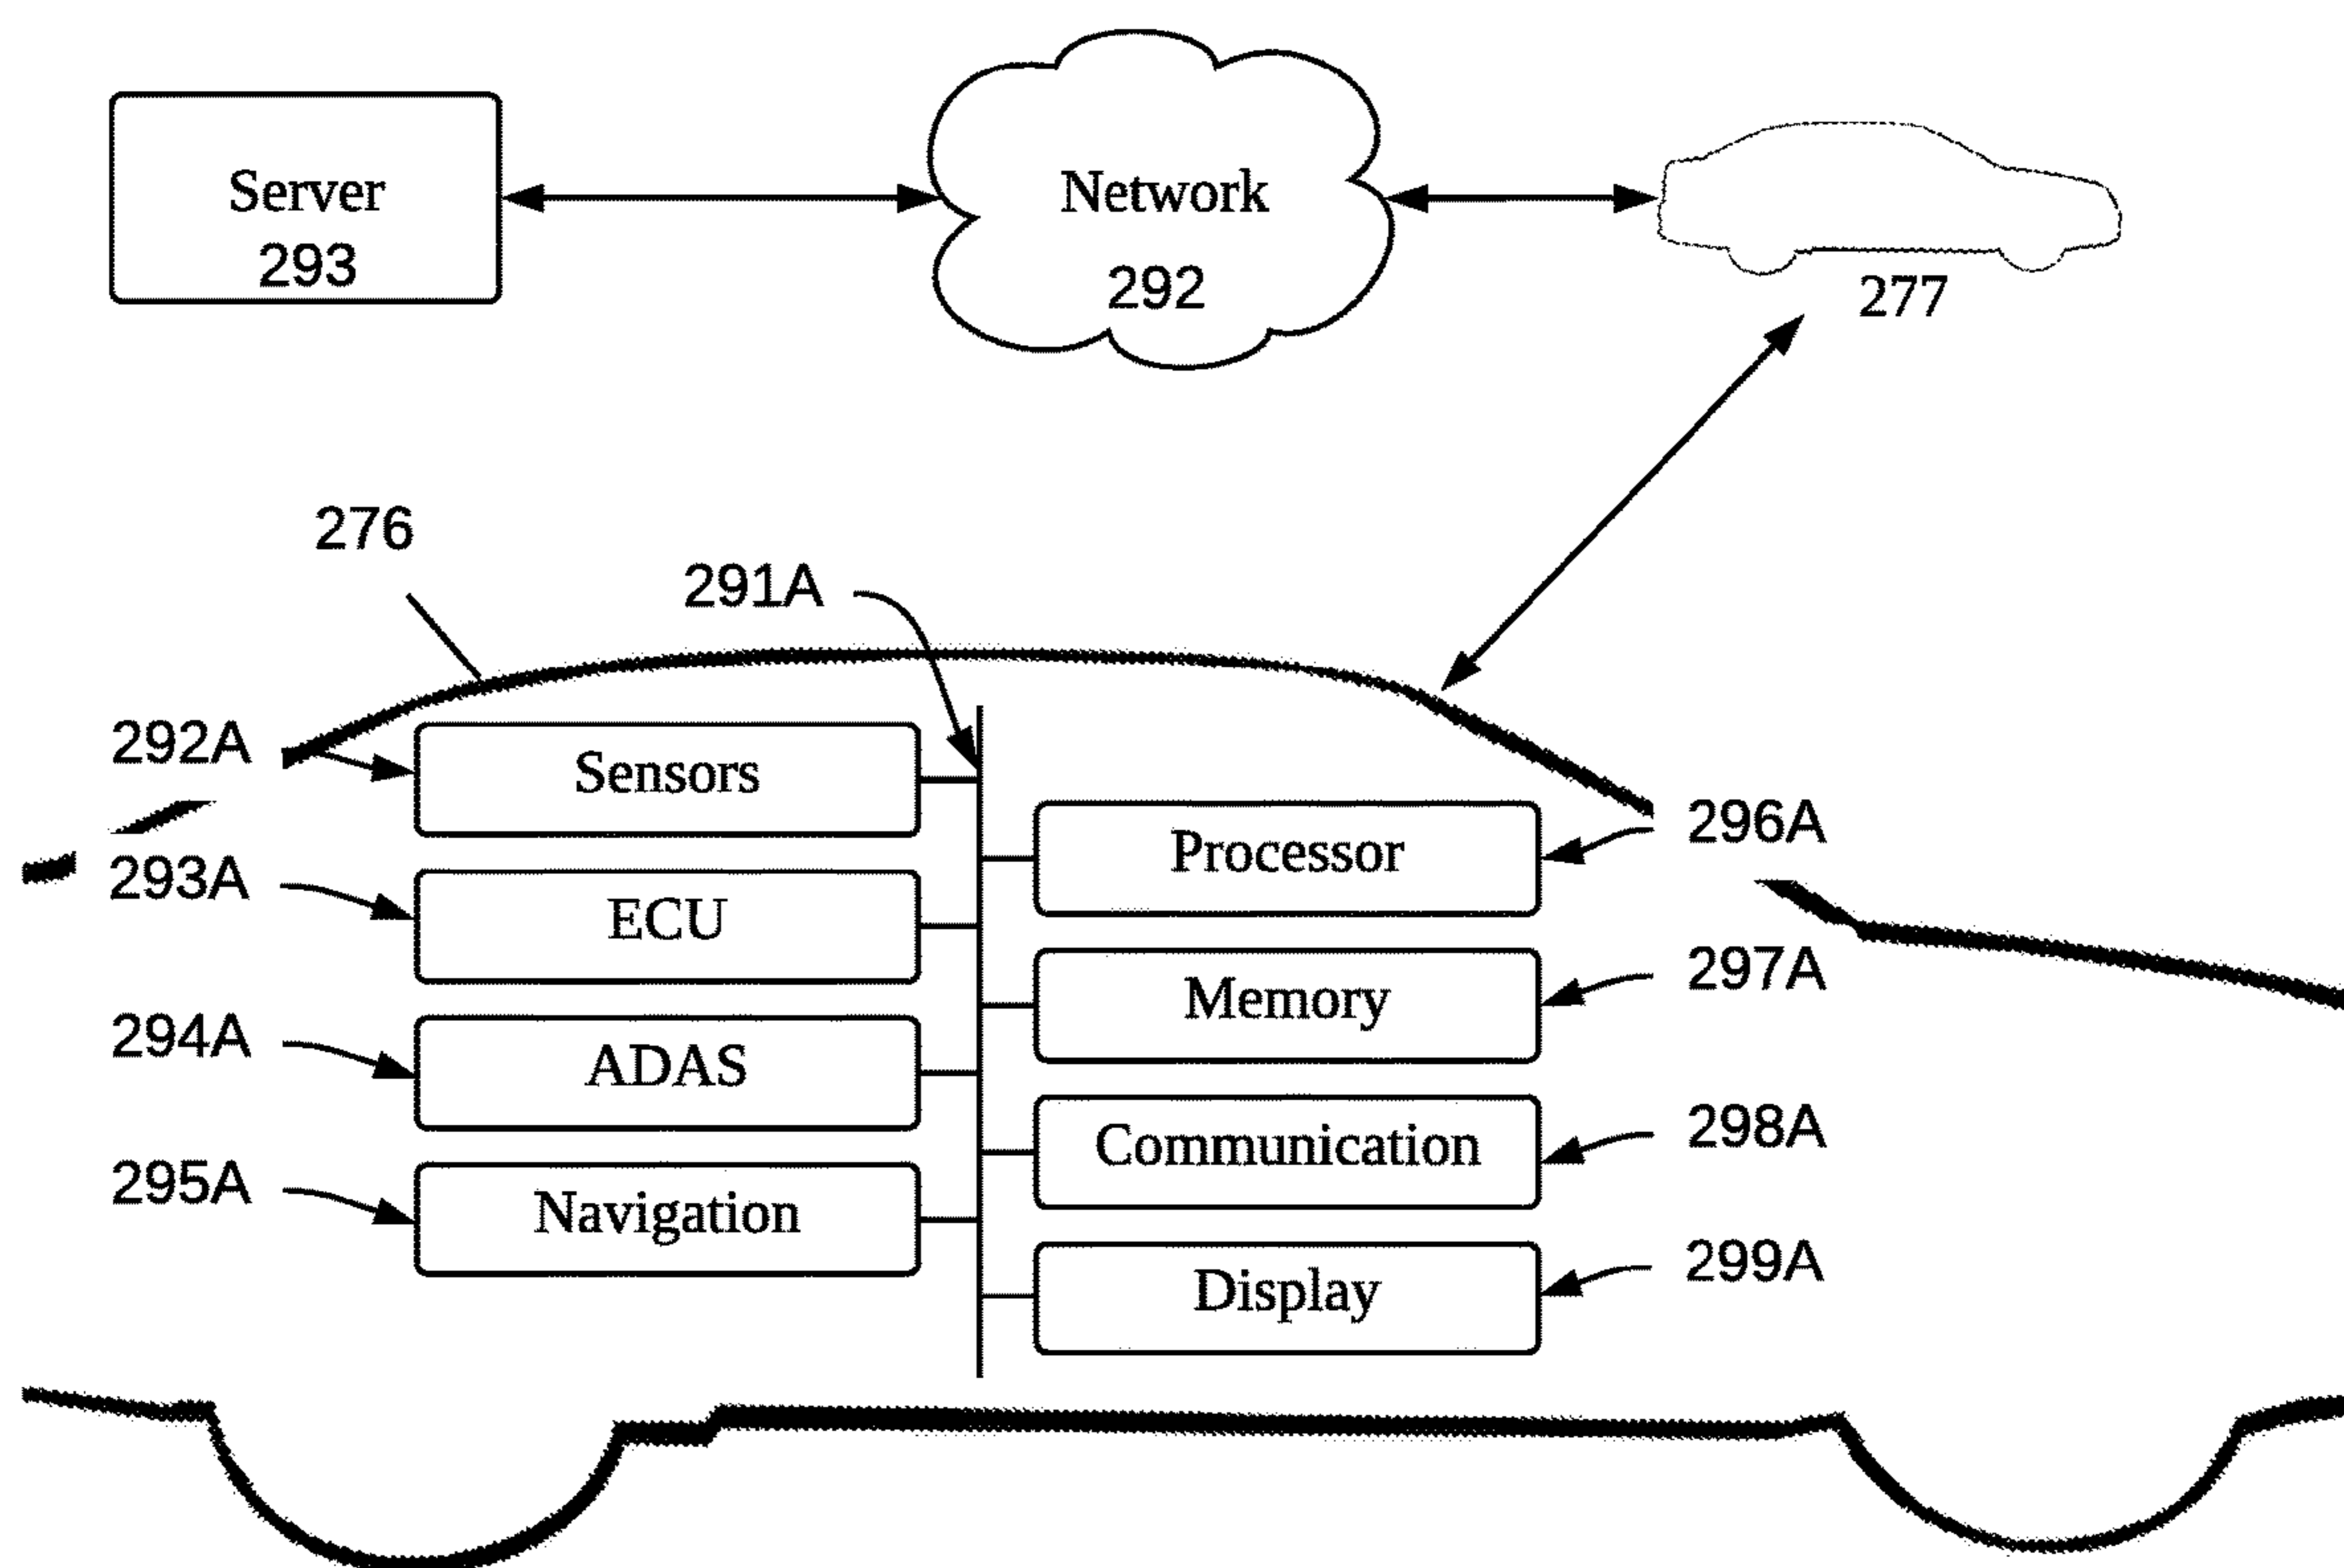 Server
293
Network
292
277
276
291A
292A
Sensors
Processor
296A
293A
ECU
Memory
297A
294A
ADAS
Communication
298A
295A
Navigation
Display
299A